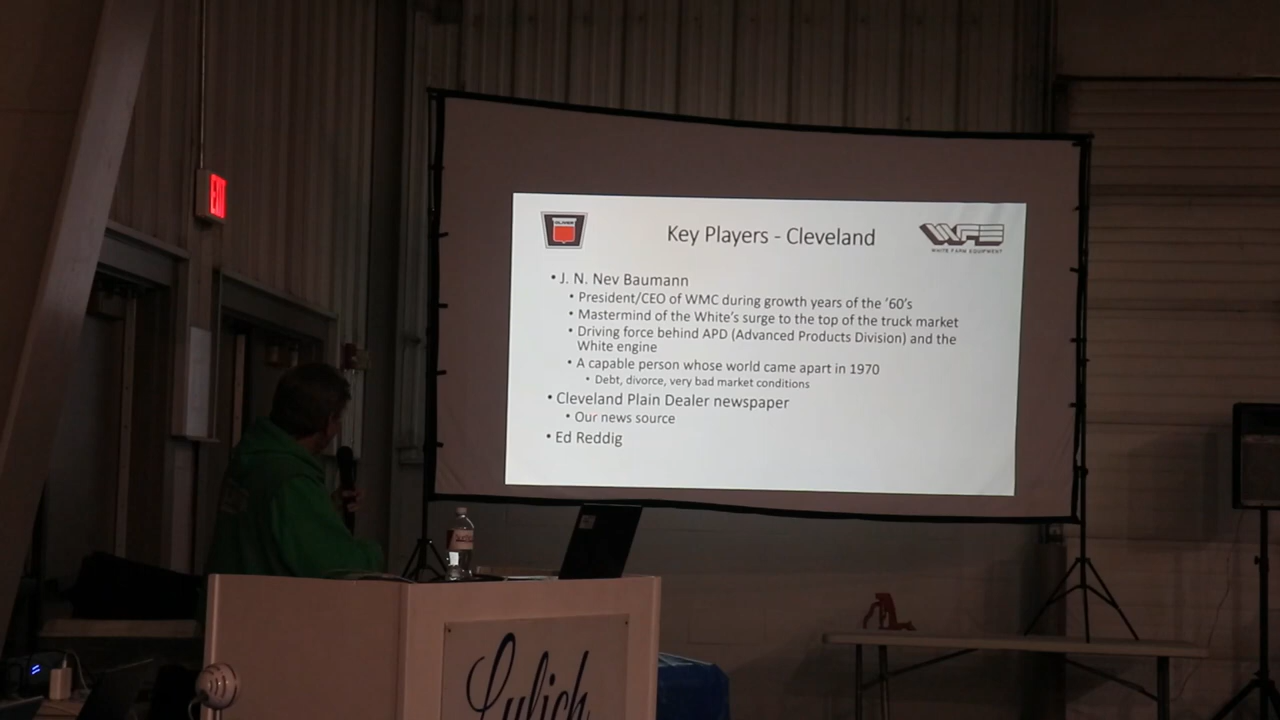 EXIT
OLIVER
Key Players - Cleveland
WFE
WHITE FARM EQUIPMENT
• J. N. Nev Baumann
• President/CEO of WMC during growth years of the '60's
• Mastermind of the White's surge to the top of the truck market
• Driving force behind APD (Advanced Products Division) and the
White engine
• A capable person whose world came apart in 1970
• Debt, divorce, very bad market conditions
• Cleveland Plain Dealer newspaper
• Our news source
• Ed Reddig
Lulich